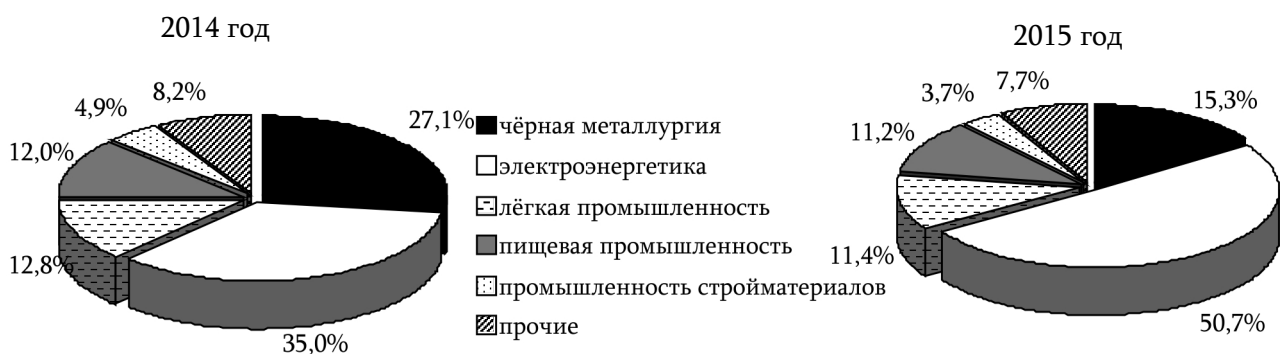 2014 год
2015 год
8,2%
4,9%
12,0%
27,1%
12,8%
35,0%
чёрная металлургия
электроэнергетика
лёгкая промышленность
пищевая промышленность
промышленность стройматериалов
прочие
7,7%
3,7%
15,3%
11,2%
11,4%
50,7%